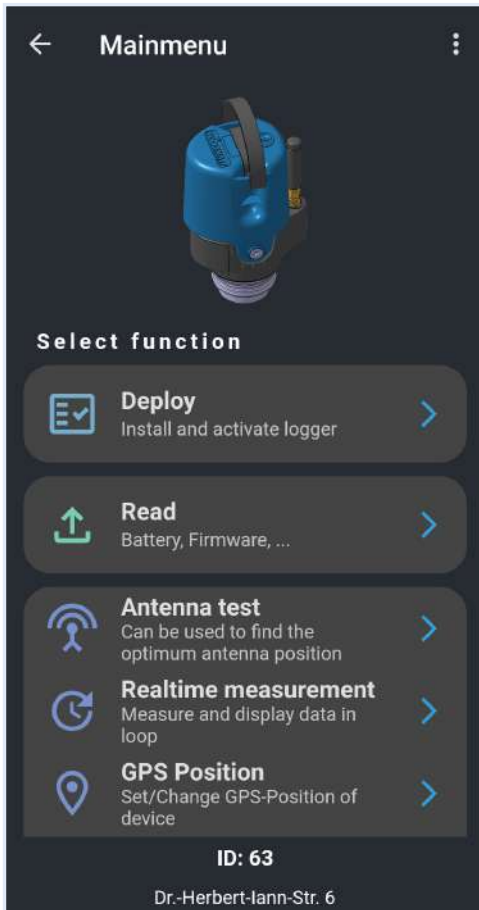 Mainmenu
Select function
Deploy
Install and activate logger
Read
Battery, Firmware, ...
Antenna test
Can be used to find the
optimum antenna position
Realtime measurement
Measure and display data in
loop
GPS Position
Set/Change GPS-Position of
device
ID: 63
Dr.-Herbert-Iann-Str. 6